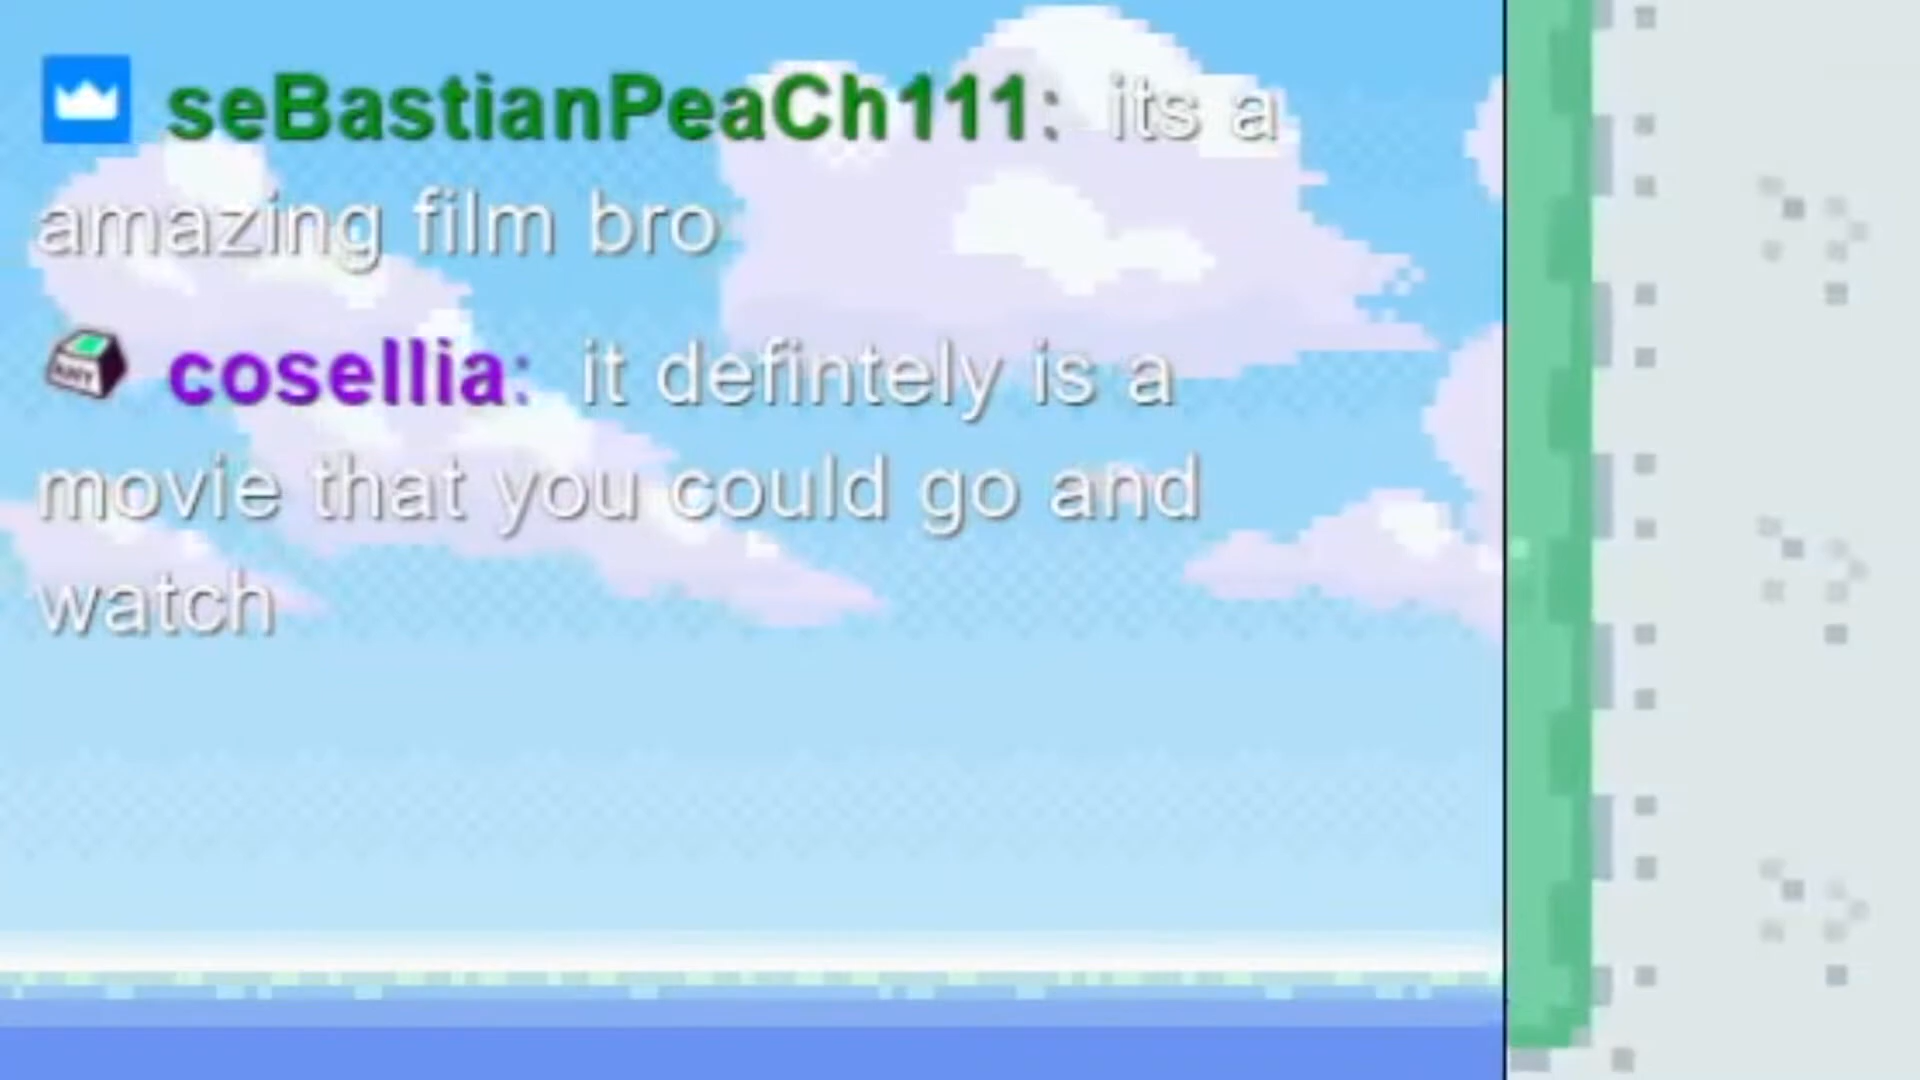 seBastianPeaCh111: its a
amazing film bro
cosellia: it defintely is a
movie that you could go and
watch